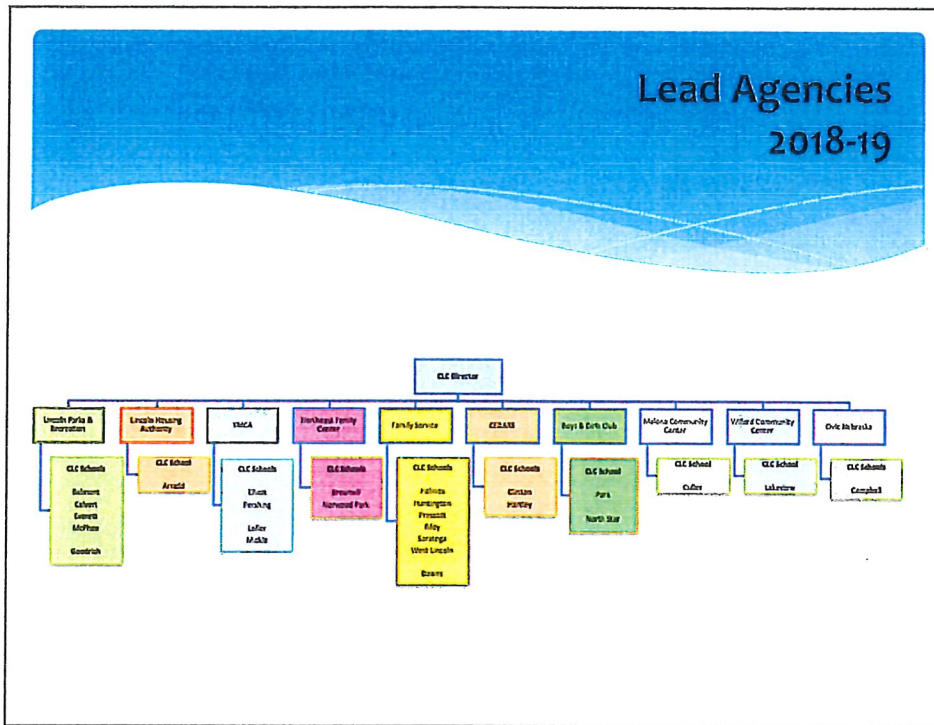 Lead Agencies
2018-19
CLC Director
Lincoln Parks &
Recreation
Lincoln Housing
Authority
YMCA
Northeast Family
Center
Family Service
CEDARS
Boys & Girls Club
Malone Community
Center
Willard Community
Center
Civic Nebraska
CLC Schools
Belmont
Calvert
Everett
McPhee
Goodrich
CLC School
Arnold
CLC Schools
Elliott
Pershing
Lefler
Mickle
CLC Schools
Brownell
Norwood Park
CLC Schools
Holmes
Huntington
Prescott
Riley
Saratoga
West Lincoln
Dawes
CLC Schools
Clinton
Hartley
CLC School
Park
North Star
CLC School
Culler
CLC School
Lakeview
CLC Schools
Campbell